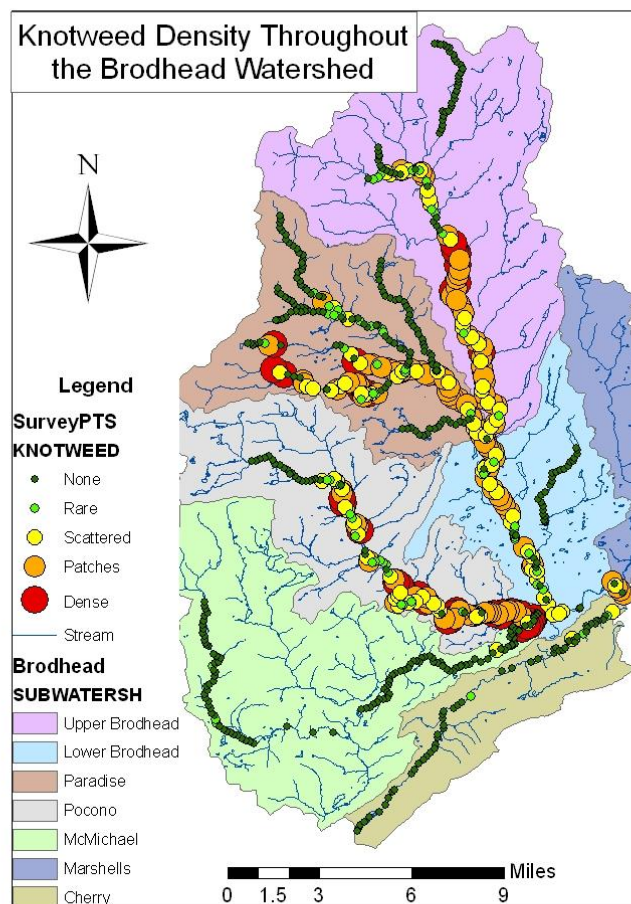 Knotweed Density Throughout
the Brodhead Watershed
N
Legend
SurveyPTS
KNOTWEED
None
Rare
Scattered
Patches
Dense
Stream
Brodhead
SUBWATERSH
Upper Brodhead
Lower Brodhead
Paradise
Pocono
McMichael
Marshells
Cherry
Miles
0 1.5 3 6 9